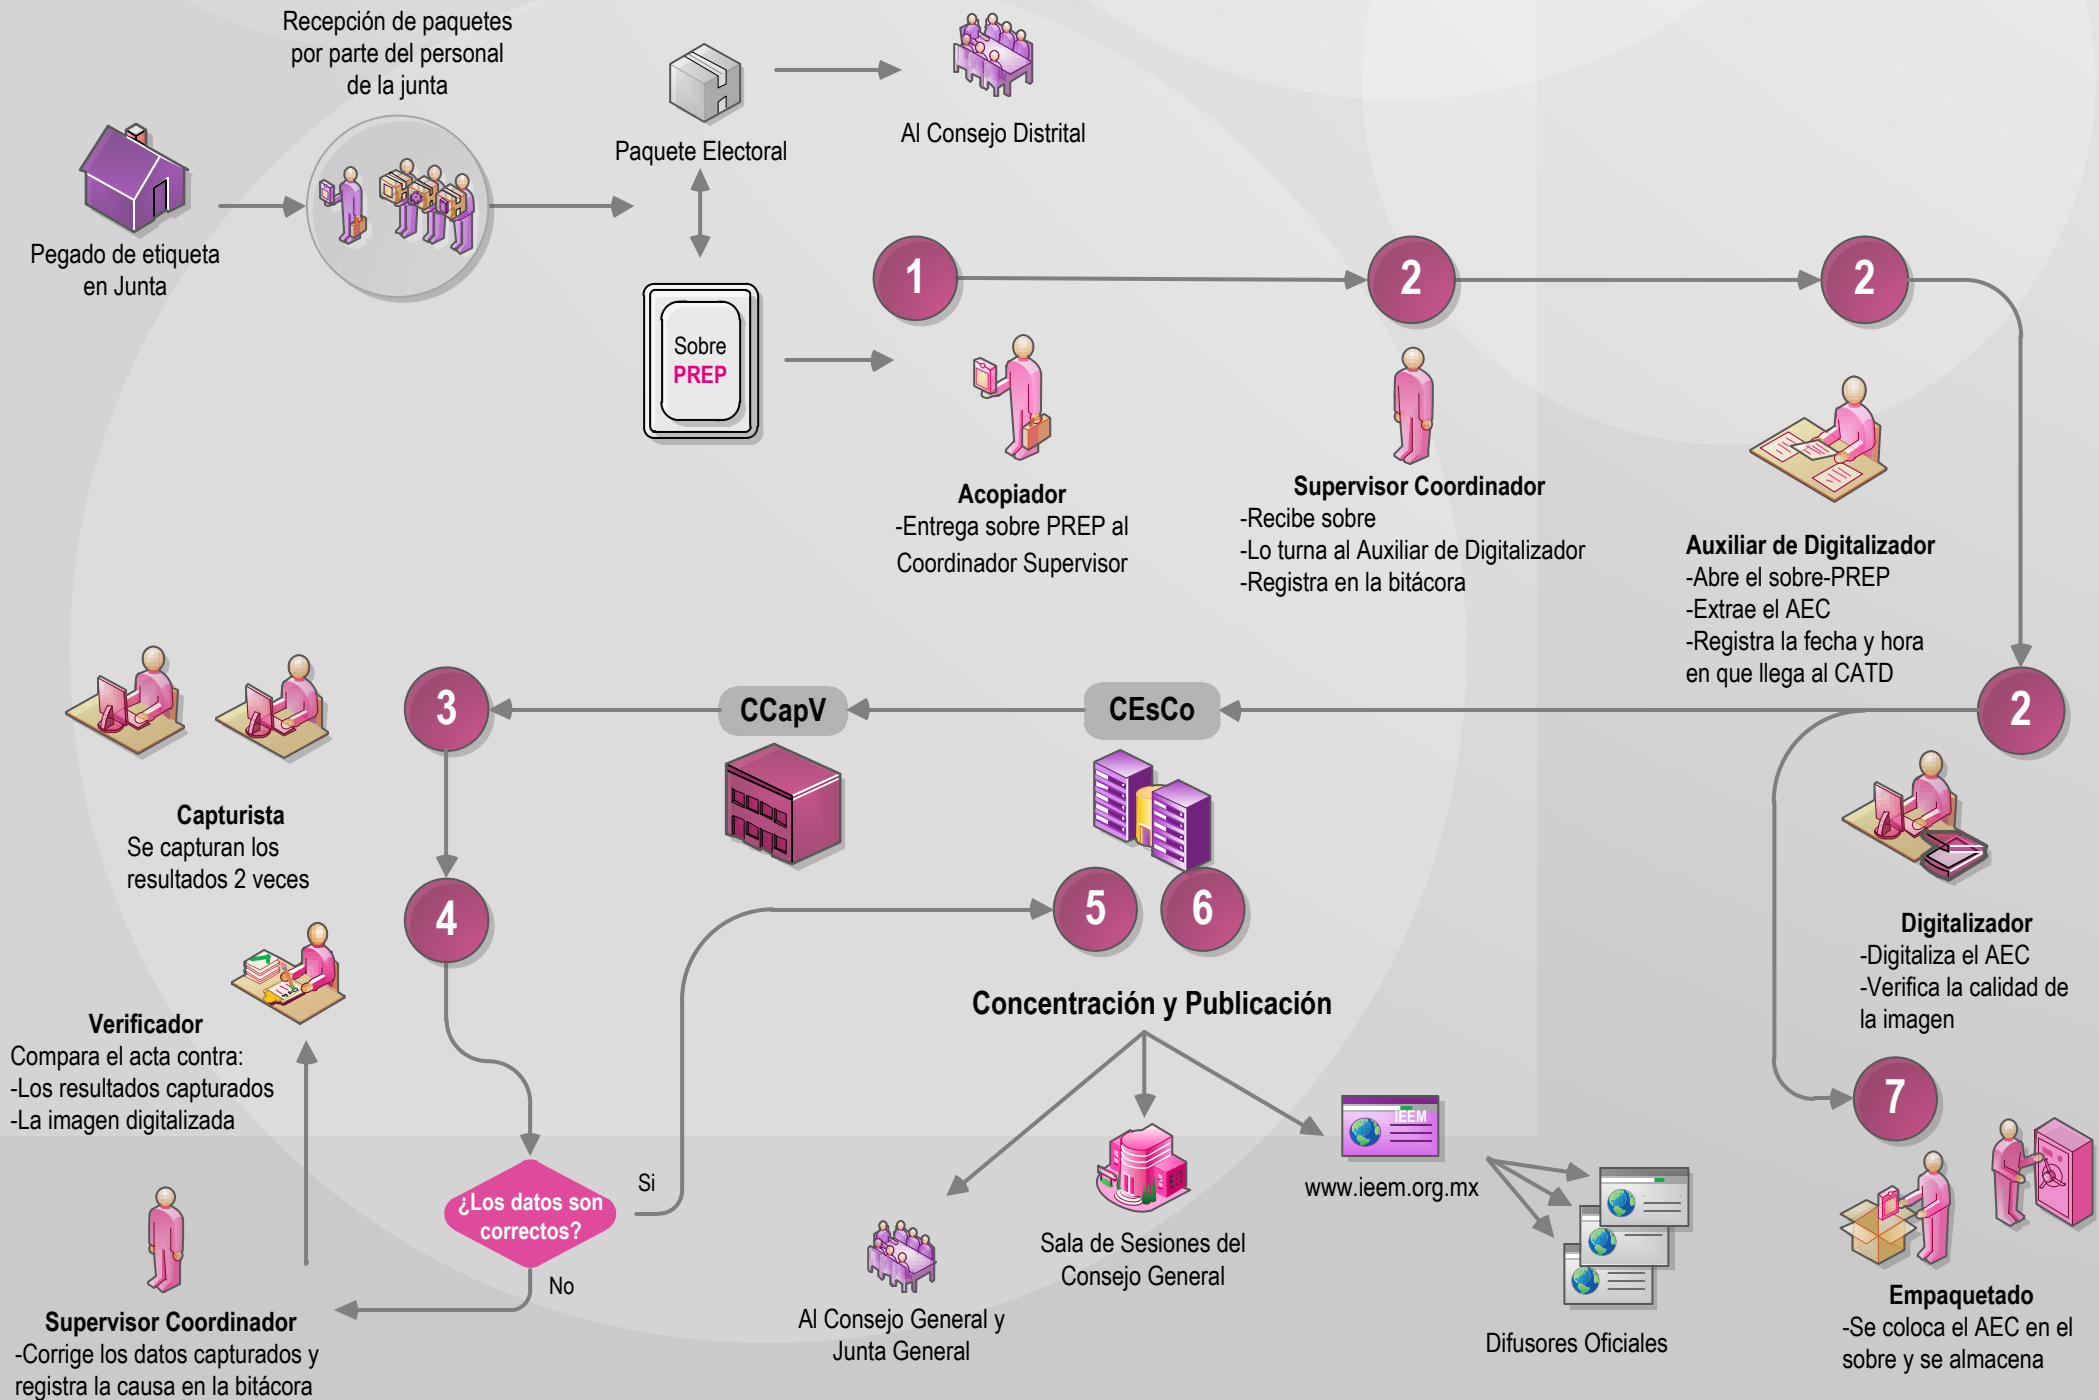 Recepción de paquetes
por parte del personal
de la junta
Pegado de etiqueta
en Junta
Paquete Electoral
Al Consejo Distrital
Sobre
PREP
1
2
2
Acopiador
-Entrega sobre PREP al
Coordinador Supervisor
Supervisor Coordinador
-Recibe sobre
-Lo turna al Auxiliar de Digitalizador
-Registra en la bitácora
Auxiliar de Digitalizador
-Abre el sobre-PREP
-Extrae el AEC
-Registra la fecha y hora
en que llega al CATD
2
CEsCo
CCapV
3
Capturista
Se capturan los
resultados 2 veces
4
5
6
Digitalizador
-Digitaliza el AEC
-Verifica la calidad de
la imagen
Verificador
Compara el acta contra:
-Los resultados capturados
-La imagen digitalizada
Concentración y Publicación
7
¿Los datos son
correctos?
Si
No
Supervisor Coordinador
-Corrige los datos capturados y
registra la causa en la bitácora
Al Consejo General y
Junta General
Sala de Sesiones del
Consejo General
IEEM
www.ieem.org.mx
Difusores Oficiales
Empaquetado
-Se coloca el AEC en el
sobre y se almacena